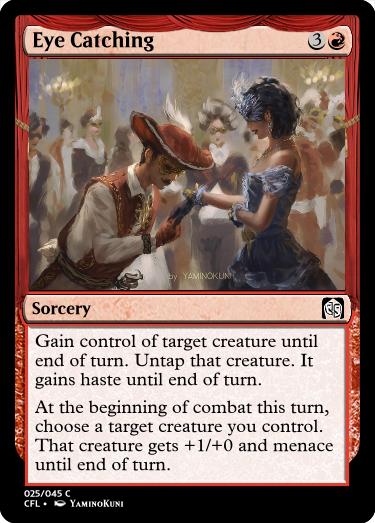 Eye Catching 3
by YAMINOKUNI
Sorcery
Gain control of target creature until
end of turn. Untap that creature. It
gains haste until end of turn.
At the beginning of combat this turn,
choose a target creature you control.
That creature gets +1/+0 and menace
until end of turn.
025/045 C
CFL • YaminoKuni